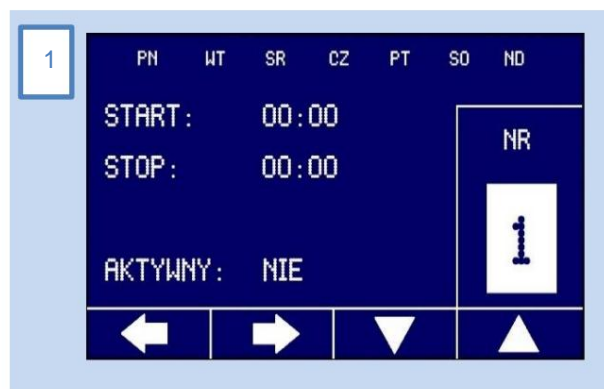 1
PN WT SR CZ PT SO ND
START: 00:00
STOP: 00:00
NR
1
AKTYWNY: NIE